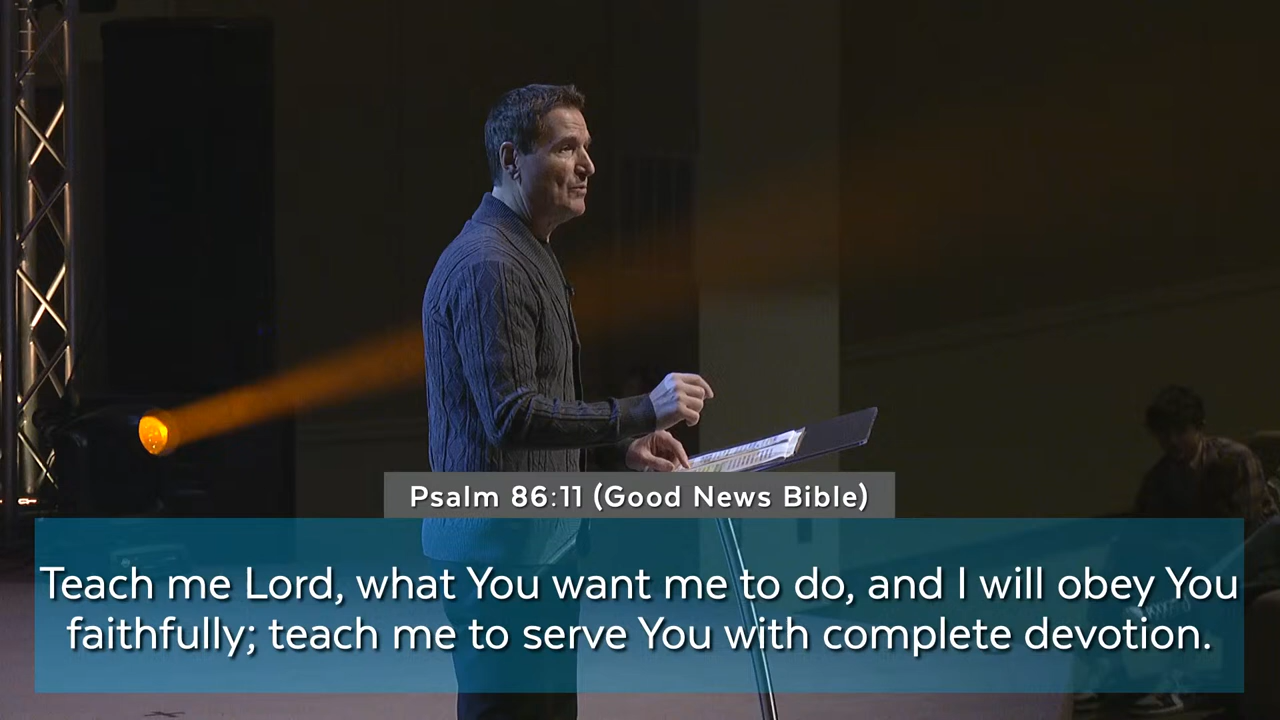 Psalm 86:11 (Good News Bible)
Teach me Lord, what You want me to do, and I will obey You
faithfully; teach me to serve You with complete devotion.